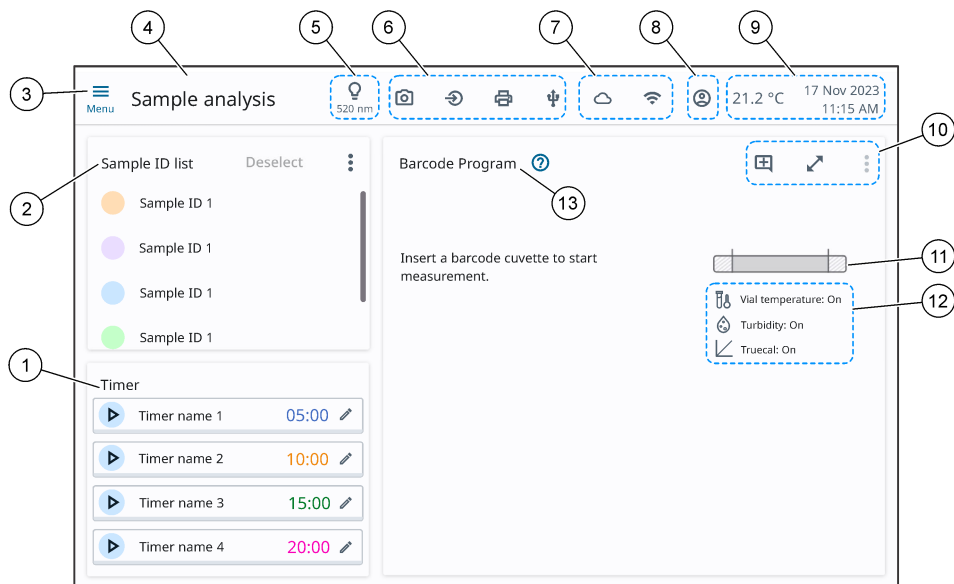 4
5
6
7
8
9
3
Menu
Sample analysis
520 nm
21.2 °C
17 Nov 2023
11:15 AM
10
2
Sample ID list
Deselect
Sample ID 1
Sample ID 1
Sample ID 1
Sample ID 1
Barcode Program
13
Insert a barcode cuvette to start
measurement.
11
12
Vial temperature: On
Turbidity: On
Truecal: On
1
Timer
Timer name 1 05:00
Timer name 2 10:00
Timer name 3 15:00
Timer name 4 20:00